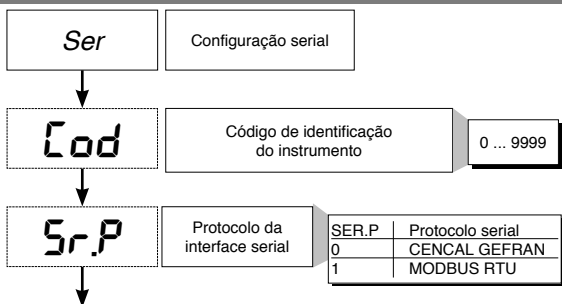 Ser
Configuração serial
Cod
Código de identificação
do instrumento
0 ... 9999
Sr.P
Protocolo da
interface serial
SER.P Protocolo serial
0 CENCAL GEFRAN
1 MODBUS RTU